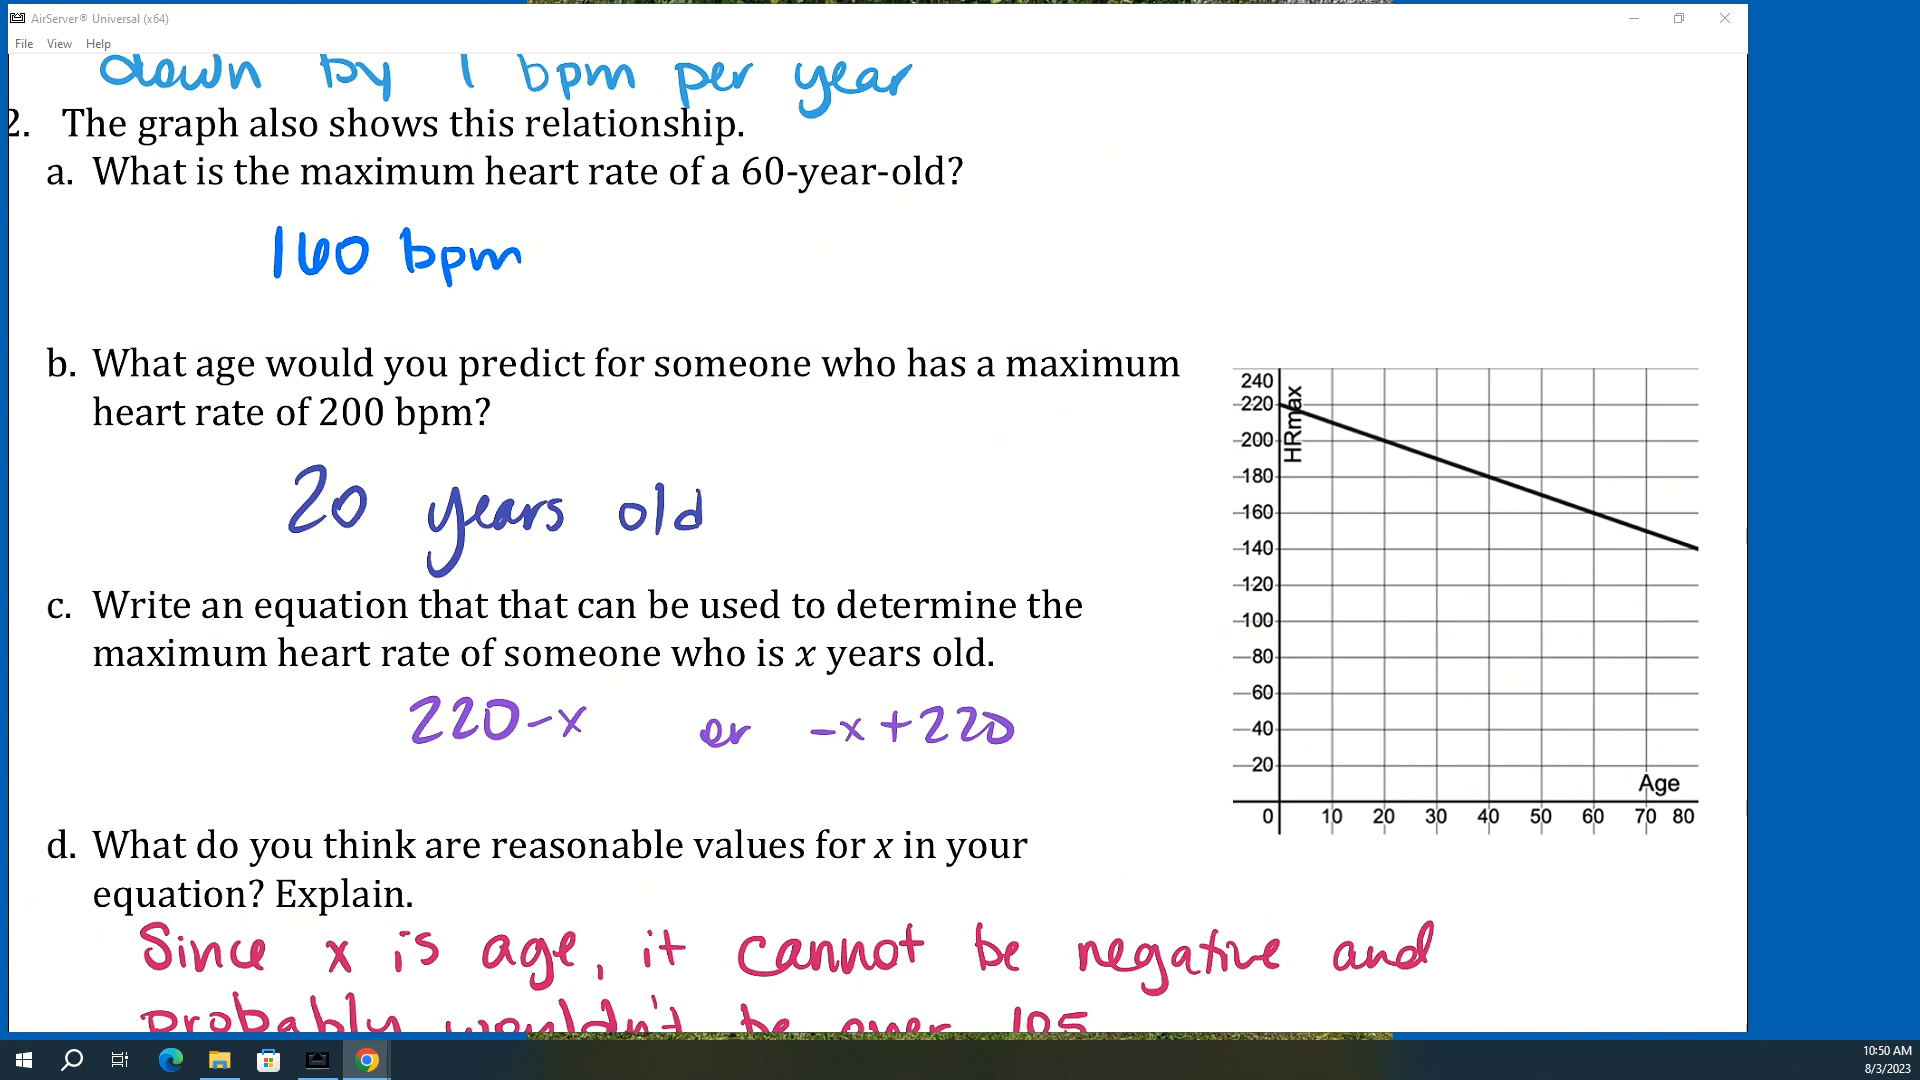 AirServer® Universal (x64)
File View Help
down by 1 bpm per year
2. The graph also shows this relationship.
a. What is the maximum heart rate of a 60-year-old?
160 bpm
b. What age would you predict for someone who has a maximum
heart rate of 200 bpm?
20 years old
c. Write an equation that that can be used to determine the
maximum heart rate of someone who is x years old.
220-x or -x+220
d. What do you think are reasonable values for x in your
equation? Explain.
Since x is age, it cannot be negative and
probably wouldn't be over 105
HRmax
240
220
200
180
160
140
120
100
80
60
40
20
Age
0 10 20 30 40 50 60 70 80
10:50 AM
8/3/2023